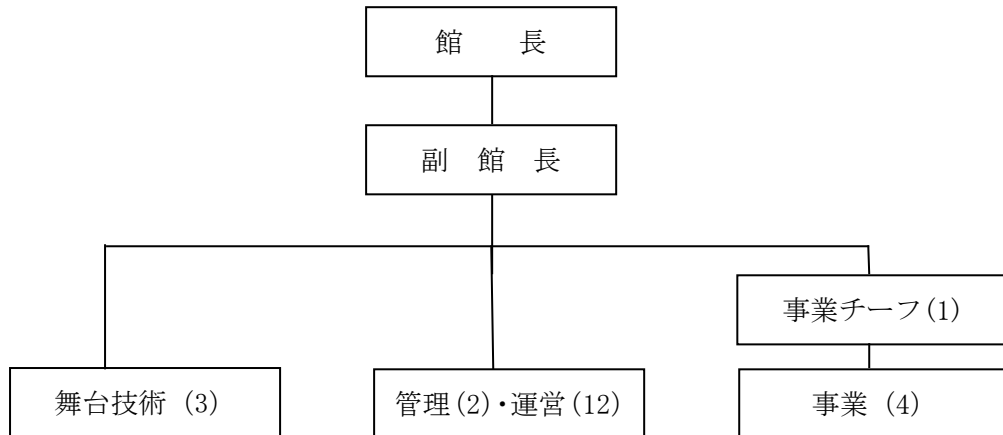 館　　長
副　館　長
事業チーフ(1)
舞台技術 (3)
管理(2)・運営(12)
事業 (4)